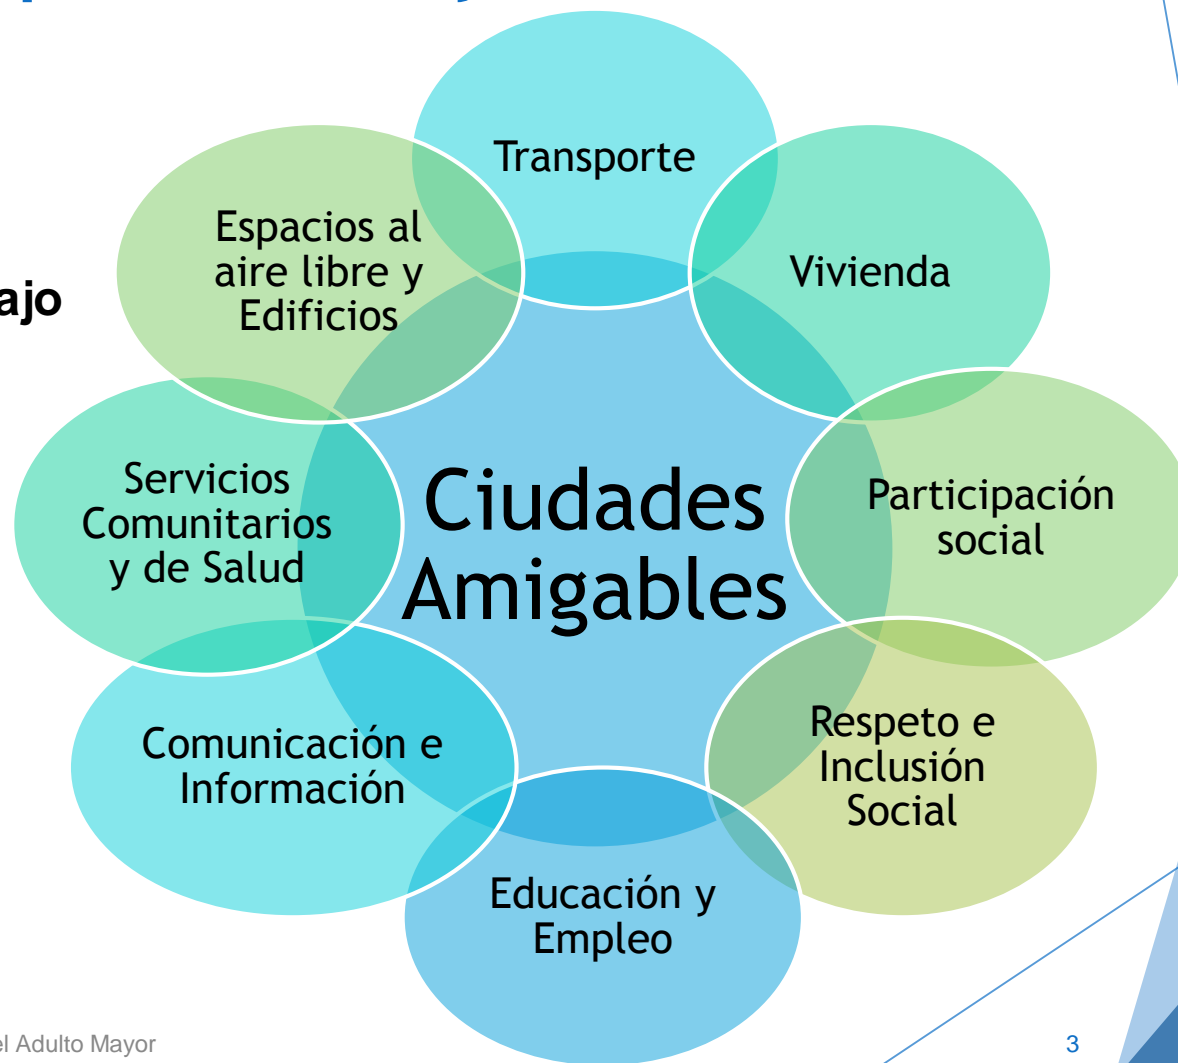 Transporte
Espacios al
aire libre y
Edificios
Vivienda
ajo
Servicios
Comunitarios
y de Salud
Ciudades
Amigables
Participación
social
Comunicación e
Información
Respeto e
Inclusión
Social
Educación y
Empleo
el Adulto Mayor
3